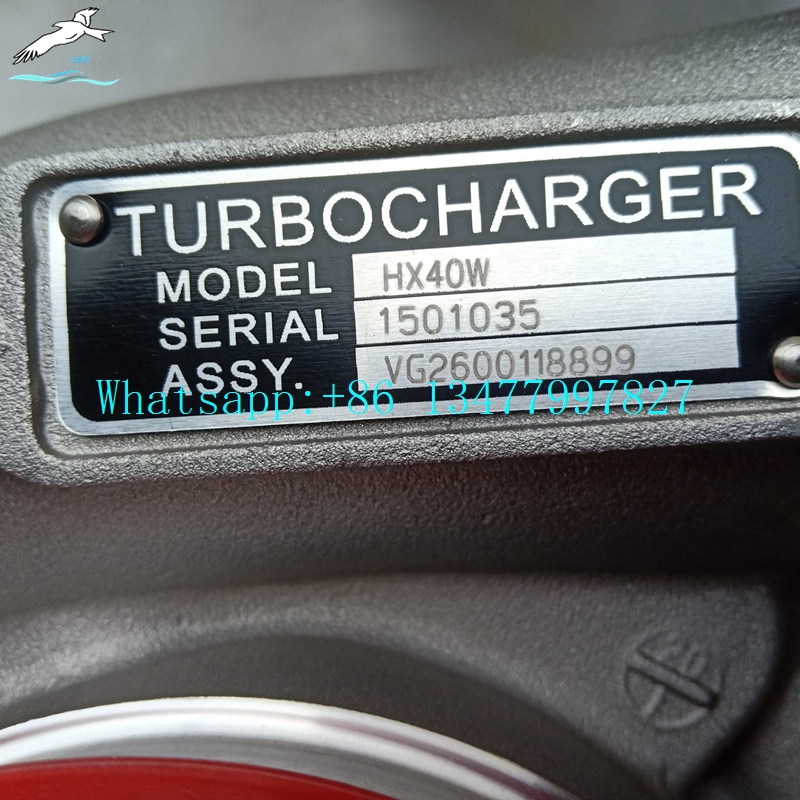 TURBOCHARGER
MODEL HX40W
SERIAL 1501035
ASSY. VG2600118899
Whatsapp:+86 13477997827